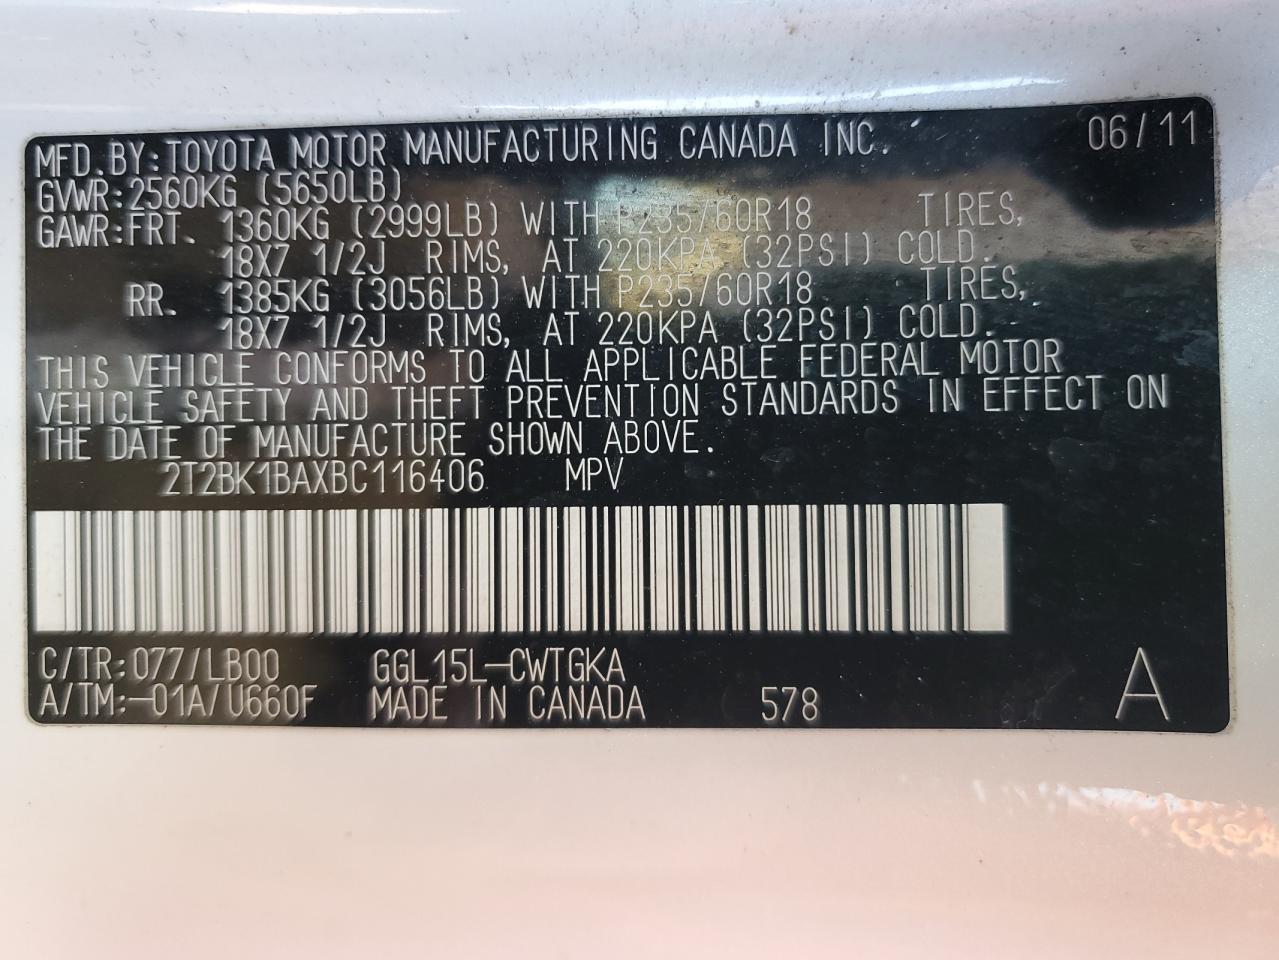 MFD.BY:TOYOTA MOTOR MANUFACTURING CANADA INC. 06/11
GVWR:2560KG (5650LB)
GAWR:FRT. 1360KG (2999LB) WITH P235/60R18 TIRES,
18X7 1/2J RIMS, AT 220KPA (32PSI) COLD.
RR. 1385KG (3056LB) WITH P235/60R18 TIRES,
18X7 1/2J RIMS, AT 220KPA (32PSI) COLD.
THIS VEHICLE CONFORMS TO ALL APPLICABLE FEDERAL MOTOR
VEHICLE SAFETY AND THEFT PREVENTION STANDARDS IN EFFECT ON
THE DATE OF MANUFACTURE SHOWN ABOVE.
2T2BK1BAXBC116406 MPV
C/TR:077/LB00 GGL15L-CWTGKA
A/TM:-01A/U660F MADE IN CANADA 578 A